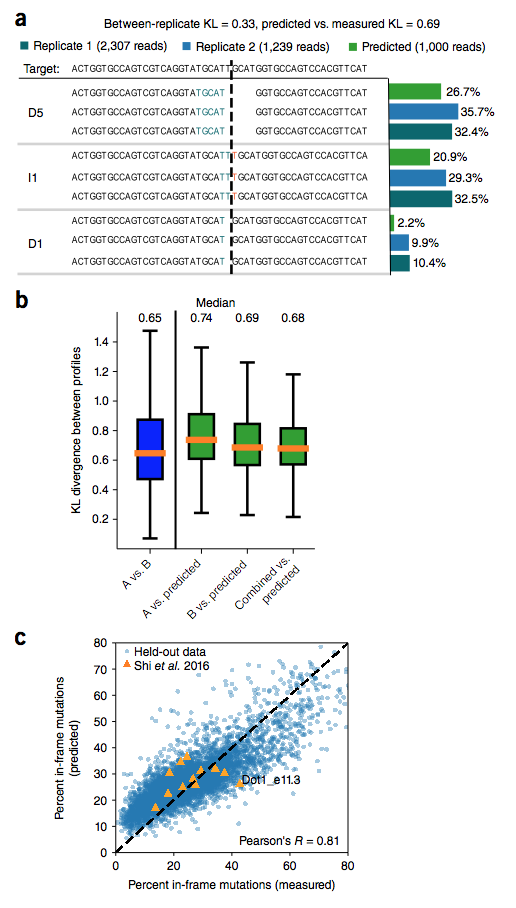 a
Between-replicate KL = 0.33, predicted vs. measured KL = 0.69
Replicate 1 (2,307 reads) Replicate 2 (1,239 reads) Predicted (1,000 reads)
Target: ACTGGTGCCAGTCGTCAGGTATGCATTGCATGGTGCCAGTCCACGTTCAT
ACTGGTGCCAGTCGTCAGGTATGCAT GGTGCCAGTCCACGTTCAT 26.7%
D5 ACTGGTGCCAGTCGTCAGGTATGCAT GGTGCCAGTCCACGTTCAT 35.7%
ACTGGTGCCAGTCGTCAGGTATGCAT GGTGCCAGTCCACGTTCAT 32.4%
ACTGGTGCCAGTCGTCAGGTATGCATTTGCATGGTGCCAGTCCACGTTCA 20.9%
I1 ACTGGTGCCAGTCGTCAGGTATGCATTTGCATGGTGCCAGTCCACGTTCA 29.3%
ACTGGTGCCAGTCGTCAGGTATGCATTTGCATGGTGCCAGTCCACGTTCA 32.5%
ACTGGTGCCAGTCGTCAGGTATGCAT GCATGGTGCCAGTCCACGTTCAT 2.2%
D1 ACTGGTGCCAGTCGTCAGGTATGCAT GCATGGTGCCAGTCCACGTTCAT 9.9%
ACTGGTGCCAGTCGTCAGGTATGCAT GCATGGTGCCAGTCCACGTTCAT 10.4%
b
Median
0.65 0.74 0.69 0.68
KL divergence between profiles
1.4
1.2
1.0
0.8
0.6
0.4
0.2
A vs. B
A vs. predicted
B vs. predicted
Combined vs.
predicted
c
Held-out data
Shi et al. 2016
Percent in-frame mutations
(predicted)
80
70
60
50
40
30
20
10
0
Dot1_e11.3
Pearson's R = 0.81
0 20 40 60 80
Percent in-frame mutations (measured)